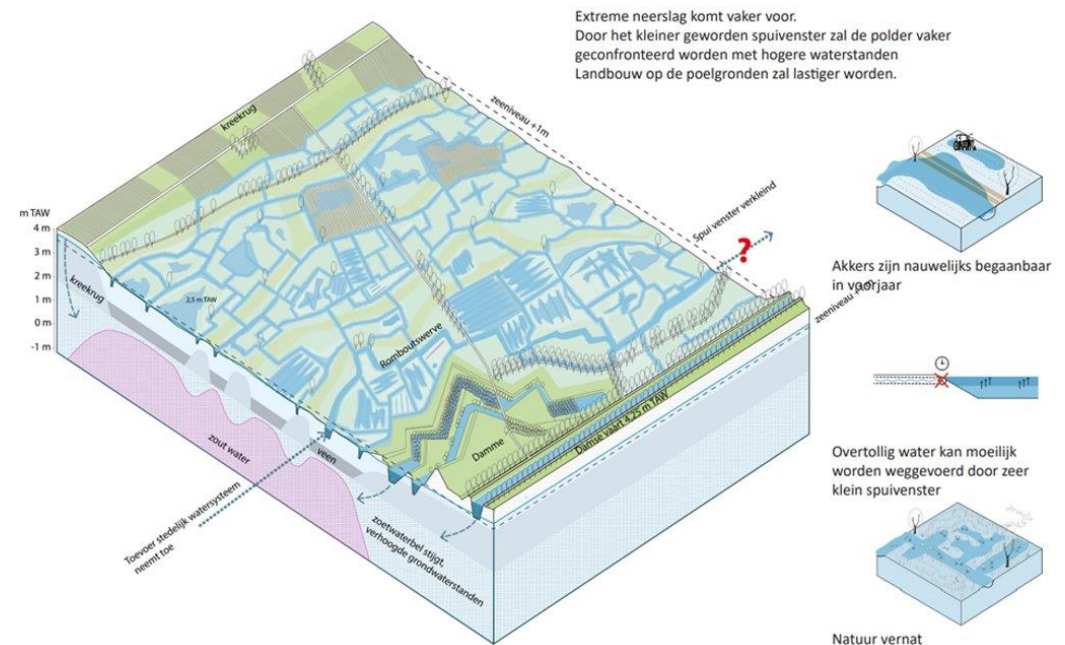 Extreme neerslag komt vaker voor.
Door het kleiner geworden spuivenster zal de polder vaker
geconfronteerd worden met hogere waterstanden
Landbouw op de poelgronden zal lastiger worden.
kreekrug
zeeniveau +1m
Spui venster verkleind
?
m TAW
4 m
3 m
2 m
1 m
0 m
-1 m
kreekrug
2,5 m TAW
Romboutswerve
zout water
veen
Damme
Damse vaart 4,25 m TAW
zeeniveau
Toevoer stedelijk watersysteem
neemt toe
zoetwaterbel stijgt,
verhoogde grondwaterstanden
Akkers zijn nauwelijks begaanbaar
in voorjaar
Overtollig water kan moeilijk
worden weggevoerd door zeer
klein spuivenster
Natuur vernat